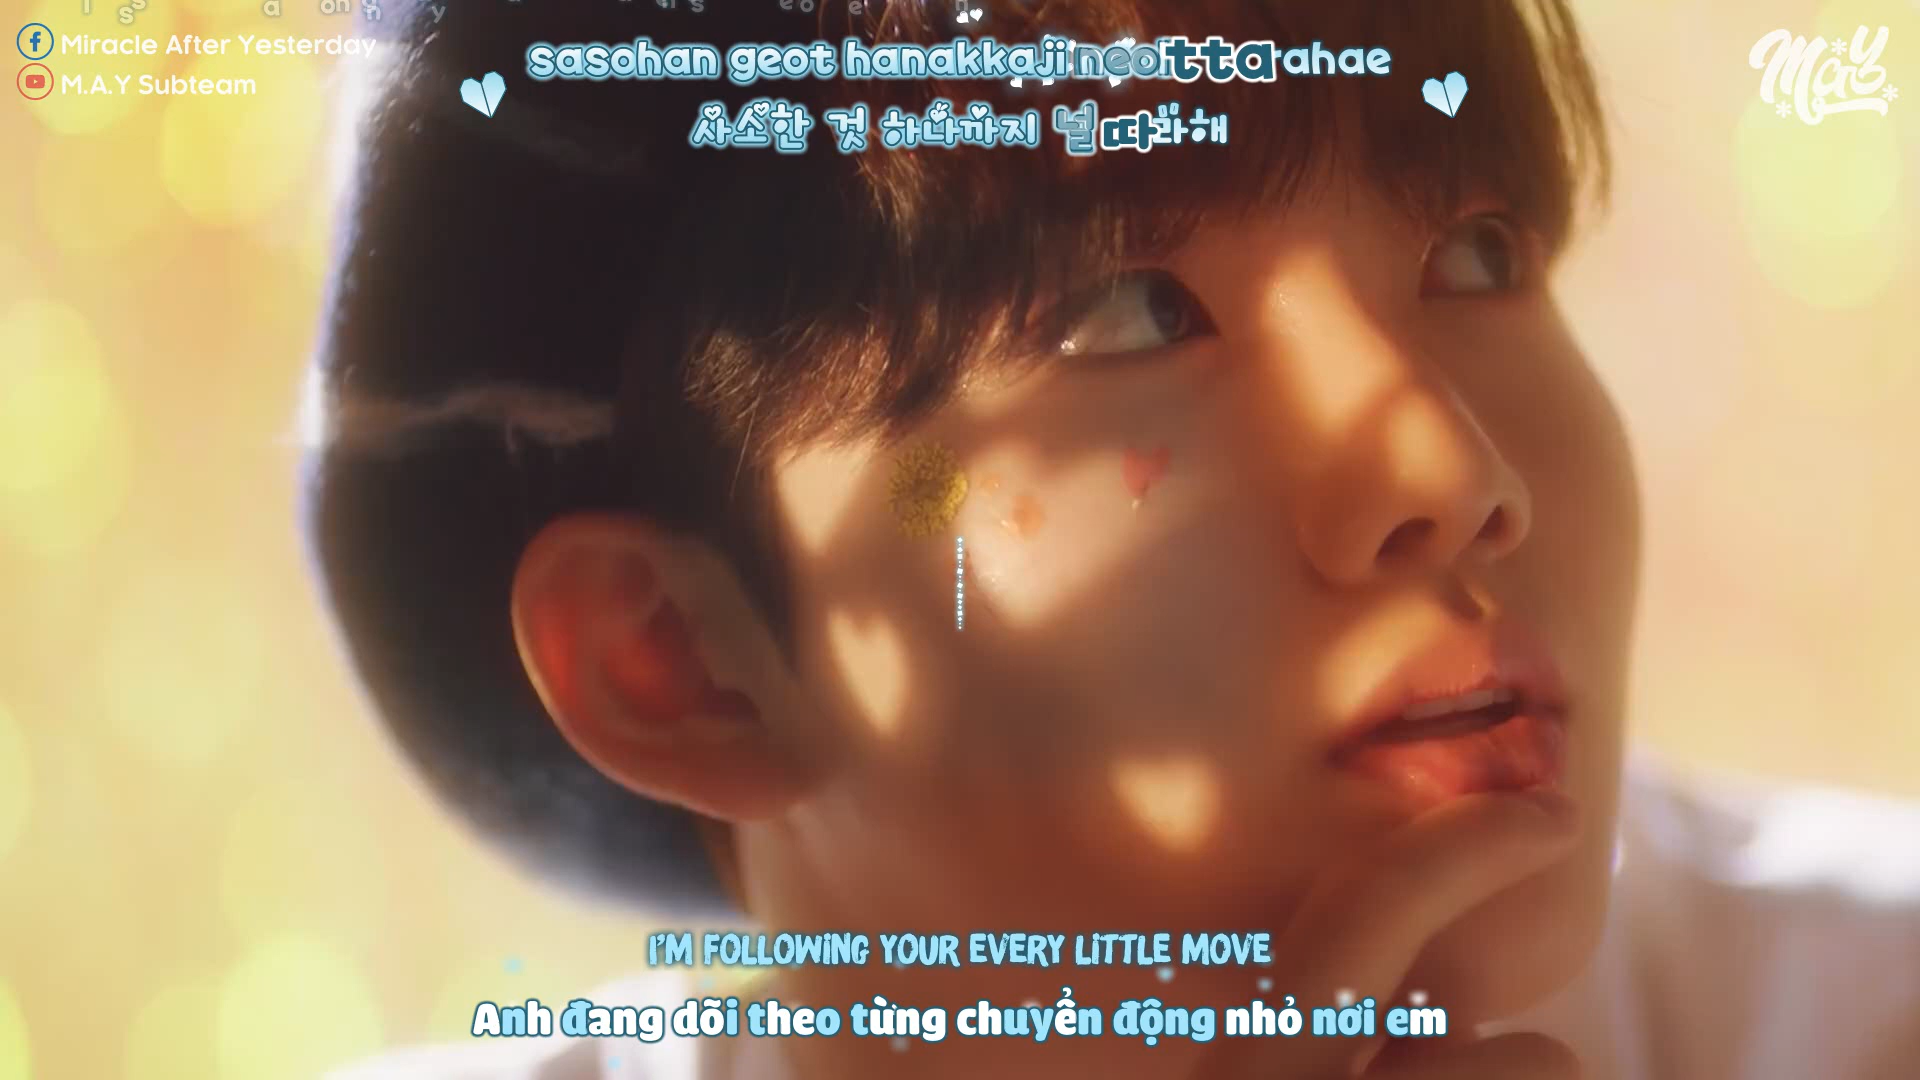 Miracle After Yesterday
M.A.Y Subteam
May
sasohan geot hanakkaji neol ttarahae
사소한 것 하나까지 널 따라해
I'M FOLLOWING YOUR EVERY LITTLE MOVE
Anh đang dõi theo từng chuyển động nhỏ nơi em